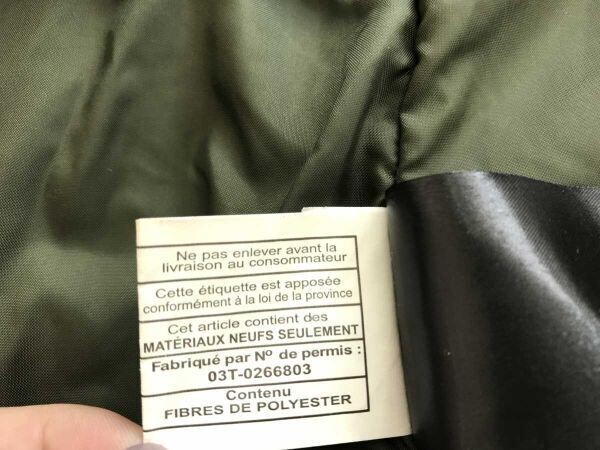 Ne pas enlever avant la
livraison au consommateur
Cette étiquette est apposée
conformément à la loi de la province
Cet article contient des
MATÉRIAUX NEUFS SEULEMENT
Fabriqué par Nº de permis :
03T-0266803
Contenu
FIBRES DE POLYESTER